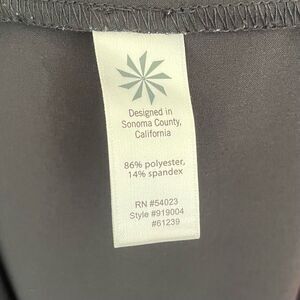 Designed in
Sonoma County,
California
86% polyester,
14% spandex
RN #54023
Style #919004
#61239